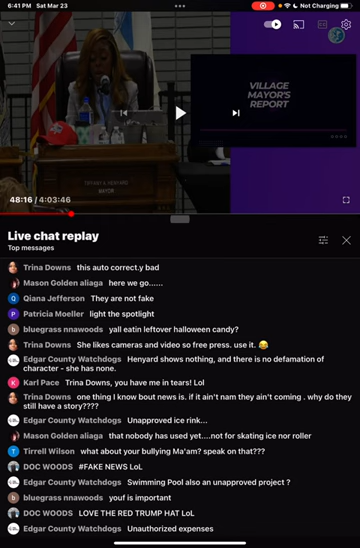 6:41 PM Sat Mar 23
Not Charging
VILLAGE
MAYOR'S
REPORT
TIFFANY A. HENYARD
MAYOR
48:16 / 4:03:46
Live chat replay
Top messages
Trina Downs this auto correct.y bad
Mason Golden aliaga here we go......
Q Qiana Jefferson They are not fake
P Patricia Moeller light the spotlight
b bluegrass nnawoods yall eatin leftover halloween candy?
Trina Downs She likes cameras and video so free press. use it. 😂
Edgar County Watchdogs Henyard shows nothing, and there is no defamation of
character - she has none.
K Karl Pace Trina Downs, you have me in tears! Lol
Trina Downs one thing I know bout news is. if it ain't nam they ain't coming . why do they
still have a story????
Edgar County Watchdogs Unapproved ice rink...
Mason Golden aliaga that nobody has used yet....not for skating ice nor roller
T Tirrell Wilson what about your bullying Ma'am? speak on that???
DOC WOODS #FAKE NEWS LoL
Edgar County Watchdogs Swimming Pool also an unapproved project ?
b bluegrass nnawoods youf is important
DOC WOODS LOVE THE RED TRUMP HAT LoL
Edgar County Watchdogs Unauthorized expenses